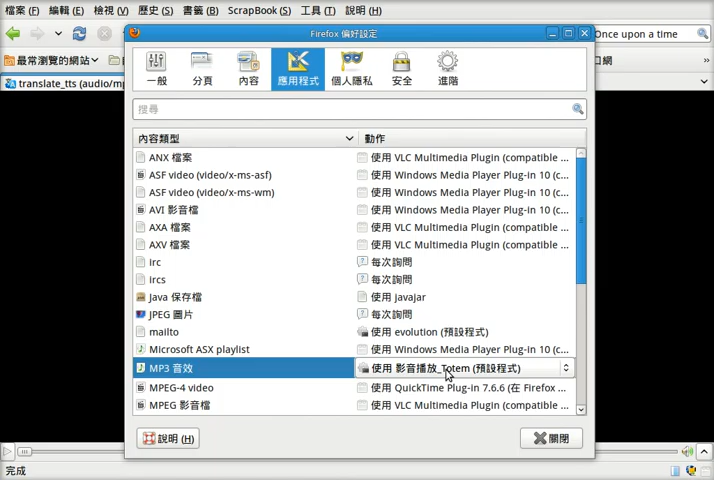 檔案 (F) 編輯 (E) 檢視 (V) 歷史 (S) 書籤 (B) ScrapBook (S) 工具 (T) 說明 (H)
Firefox 偏好設定
Once upon a time
最常瀏覽的網站
translate_tts (audio/mp
一般 分頁 內容 應用程式 個人隱私 安全 進階
搜尋
內容類型 動作
ANX 檔案 使用 VLC Multimedia Plugin (compatible ...
ASF video (video/x-ms-asf) 使用 Windows Media Player Plug-in 10 (c...
ASF video (video/x-ms-wm) 使用 Windows Media Player Plug-in 10 (c...
AVI 影音檔 使用 Windows Media Player Plug-in 10 (c...
AXA 檔案 使用 VLC Multimedia Plugin (compatible ...
AXV 檔案 使用 VLC Multimedia Plugin (compatible ...
irc 每次詢問
ircs 每次詢問
Java 保存檔 使用 javajar
JPEG 圖片 每次詢問
mailto 使用 evolution (預設程式)
Microsoft ASX playlist 使用 Windows Media Player Plug-in 10 (c...
MP3 音效 使用 影音播放_Totem (預設程式)
MPEG-4 video 使用 QuickTime Plug-in 7.6.6 (在 Firefox ...
MPEG 影音檔 使用 VLC Multimedia Plugin (compatible ...
說明 (H) 關閉
完成